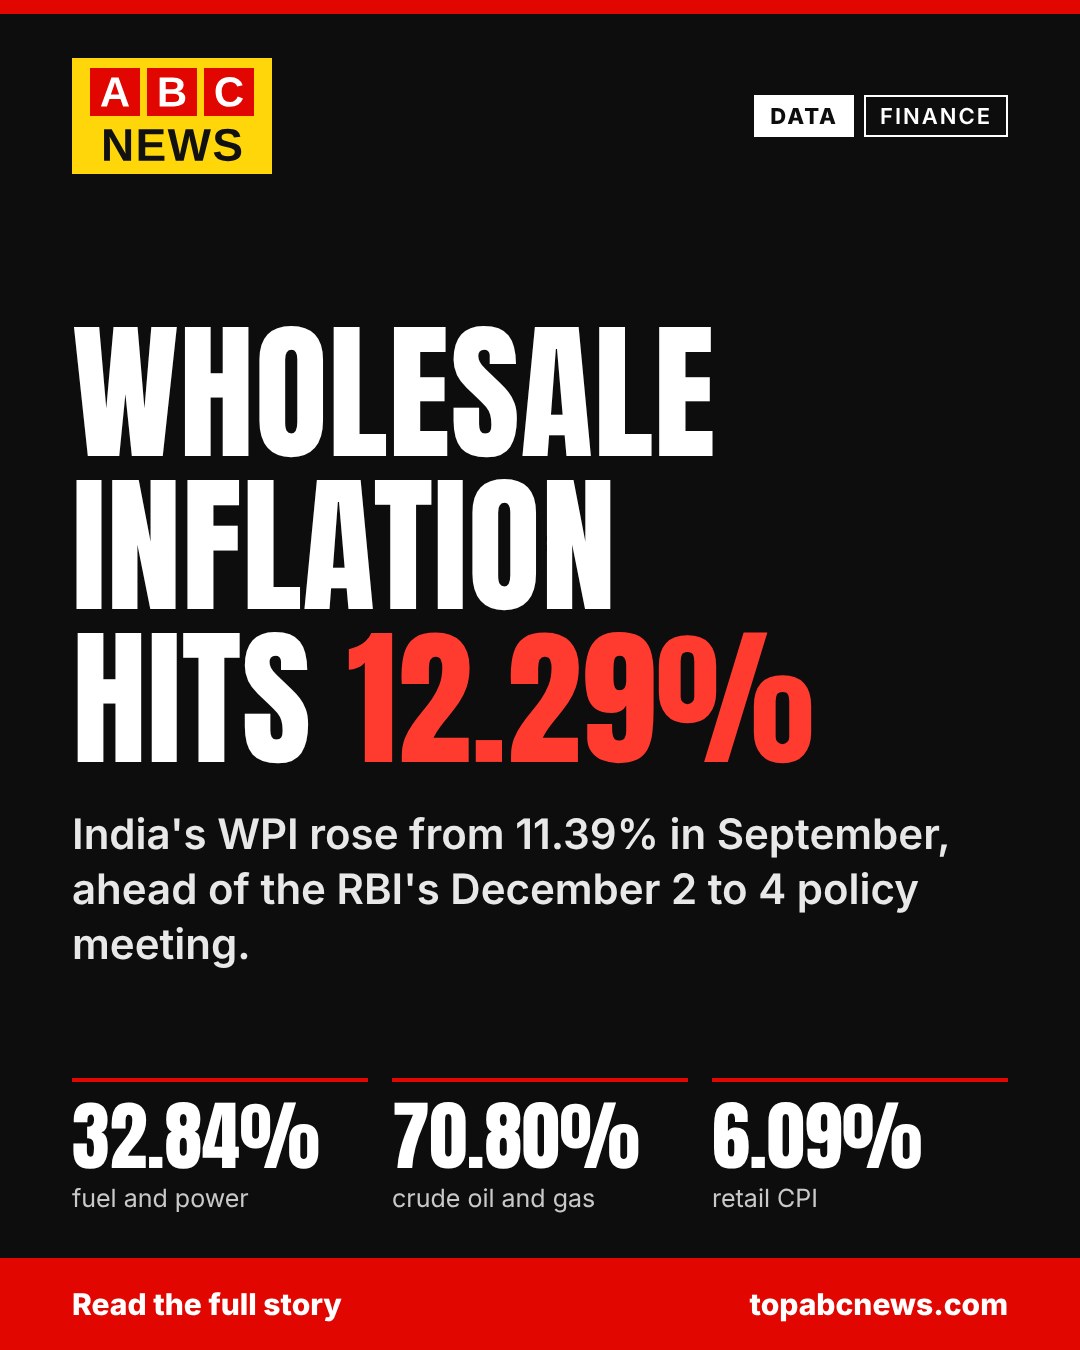 ABC
NEWS
DATA
FINANCE
WHOLESALE
INFLATION
HITS 12.29%
India's WPI rose from 11.39% in September,
ahead of the RBI's December 2 to 4 policy
meeting.
32.84%
fuel and power
70.80%
crude oil and gas
6.09%
retail CPI
Read the full story
topabcnews.com